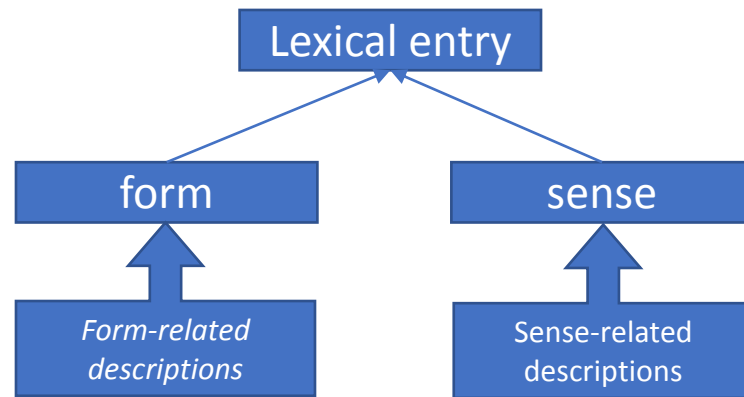 Lexical entry
form
sense
Form-related
descriptions
Sense-related
descriptions